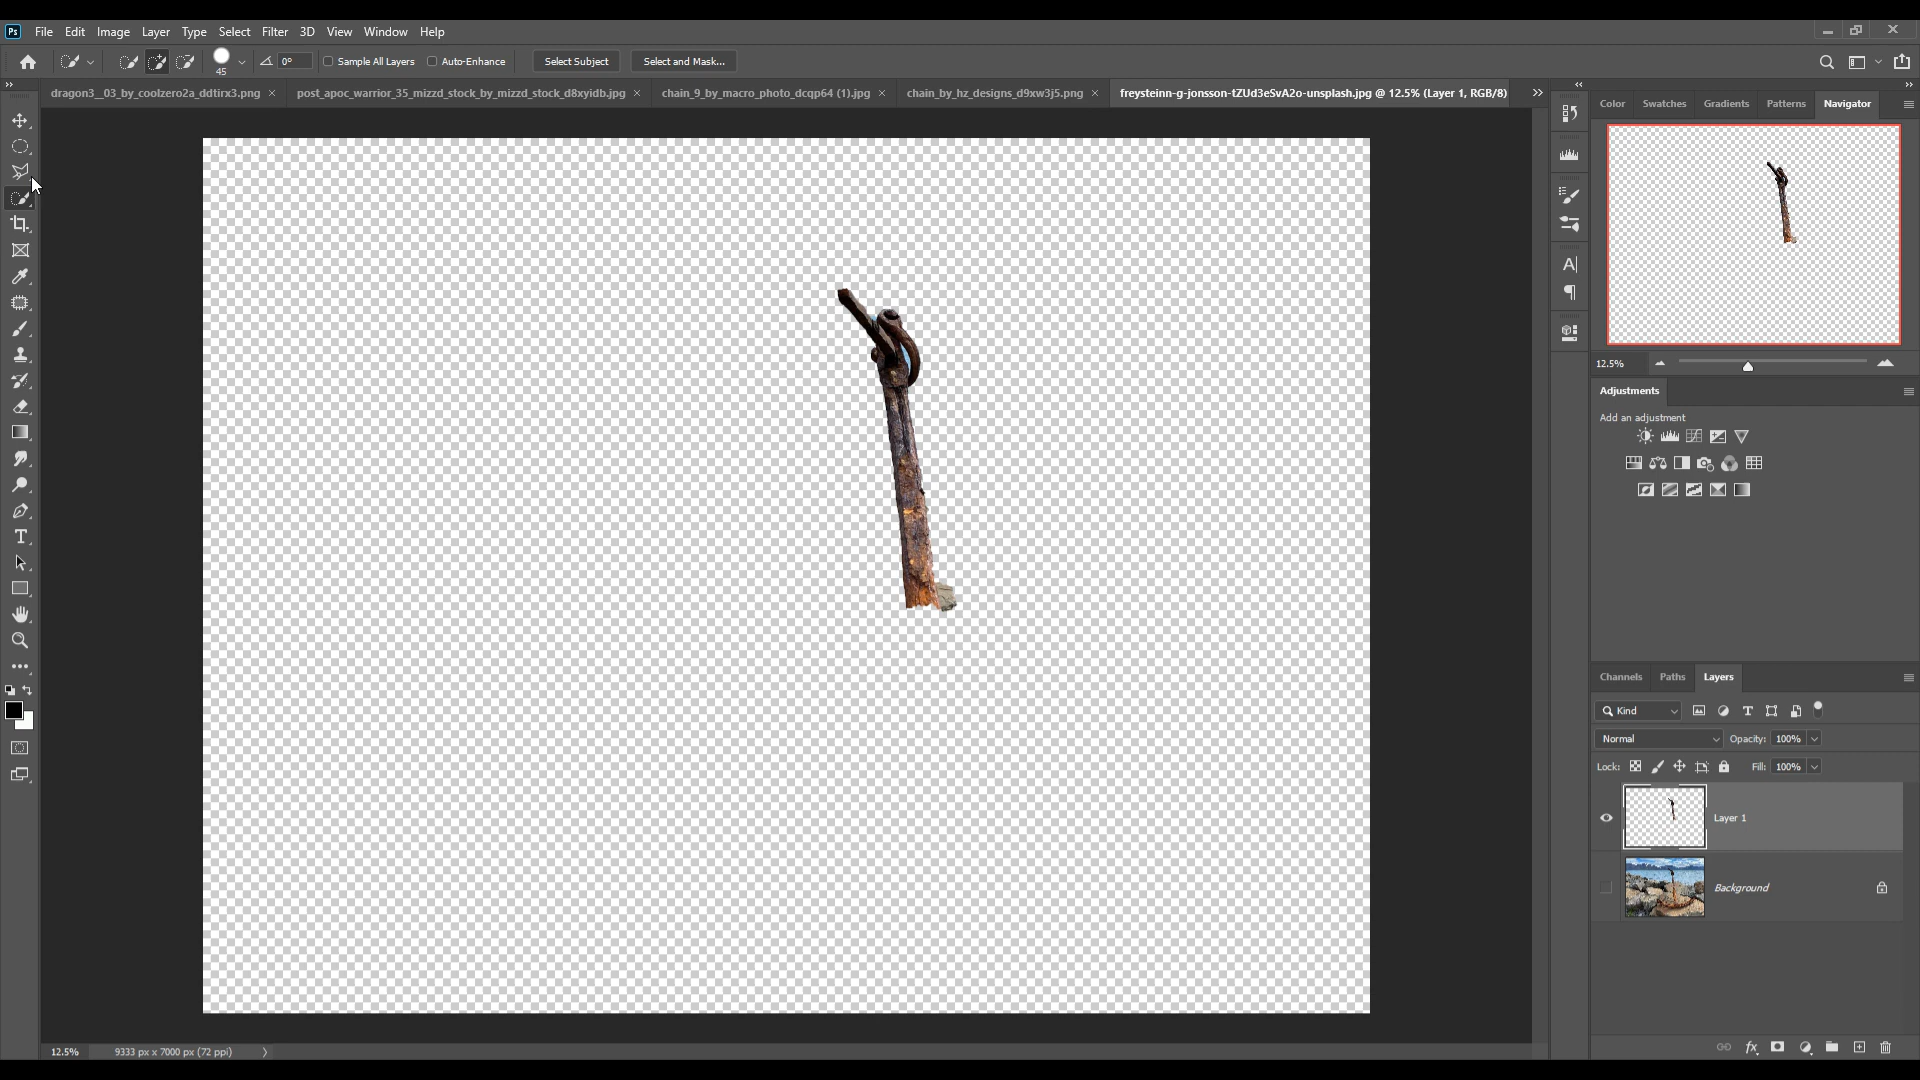 Ps File Edit Image Layer Type Select Filter 3D View Window Help
45 0° Sample All Layers Auto-Enhance Select Subject Select and Mask...
dragon3__03_by_coolzero2a_ddtirx3.png × post_apoc_warrior_35_mizzd_stock_by_mizzd_stock_d8xyidb.jpg × chain_9_by_macro_photo_dcqp64 (1).jpg × chain_by_hz_designs_d9xw3j5.png × freysteinn-g-jonsson-tZUd3eSvA2o-unsplash.jpg @ 12.5% (Layer 1, RGB/8)
Color Swatches Gradients Patterns Navigator
12.5%
Adjustments
Add an adjustment
Channels Paths Layers
Kind
Normal Opacity: 100%
Lock: Fill: 100%
Layer 1
Background
12.5% 9333 px x 7000 px (72 ppi)